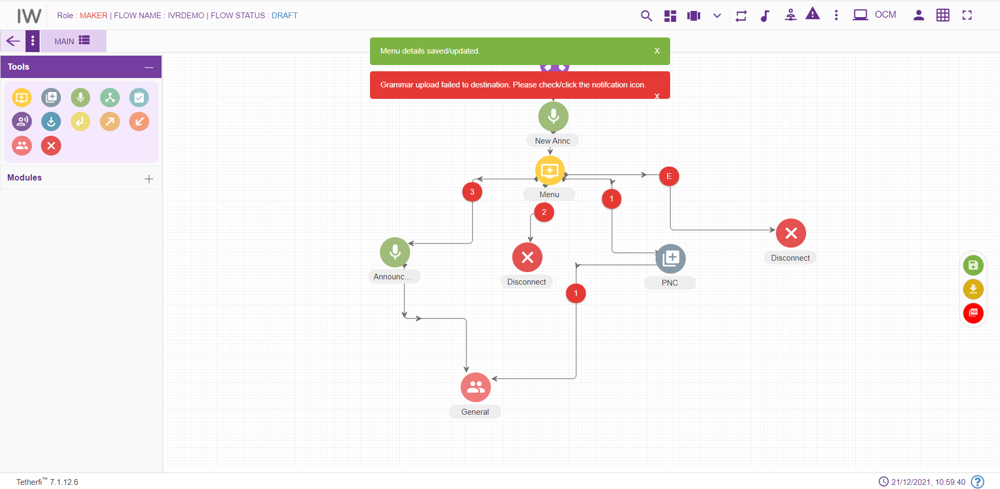 IW
Role : MAKER | FLOW NAME : IVRDEMO | FLOW STATUS : DRAFT
OCM
MAIN
Menu details saved/updated.
X
Tools
Grammar upload failed to destination. Please check/click the notifcation icon.
X
New Annc
Modules
E
3
Menu
1
2
Disconnect
Announc...
Disconnect
PNC
1
PDF
General
Tetherfi™ 7.1.12.6
21/12/2021, 10:59:40
?